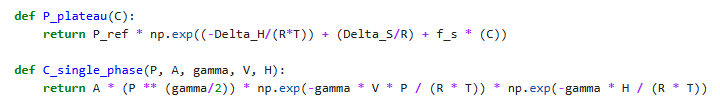 def P_plateau(C):
return P_ref * np.exp((-Delta_H/(R*T)) + (Delta_S/R) + f_s * (C))
def C_single_phase(P, A, gamma, V, H):
return A * (P ** (gamma/2)) * np.exp(-gamma * V * P / (R * T)) * np.exp(-gamma * H / (R * T))